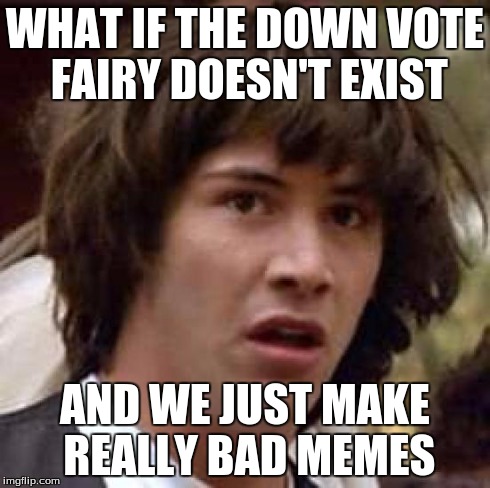 WHAT IF THE DOWN VOTE
FAIRY DOESN'T EXIST
AND WE JUST MAKE
REALLY BAD MEMES
imgflip.com